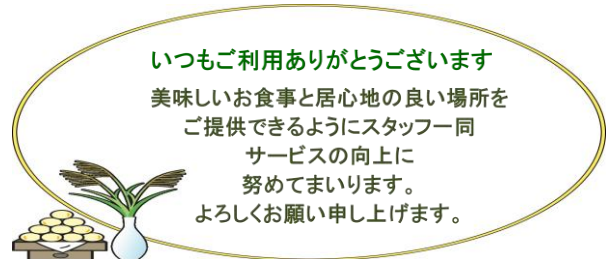 いつもご利用ありがとうございます
美味しいお食事と居心地の良い場所を
ご提供できるようにスタッフ一同
サービスの向上に
努めてまいります。
よろしくお願い申し上げます。